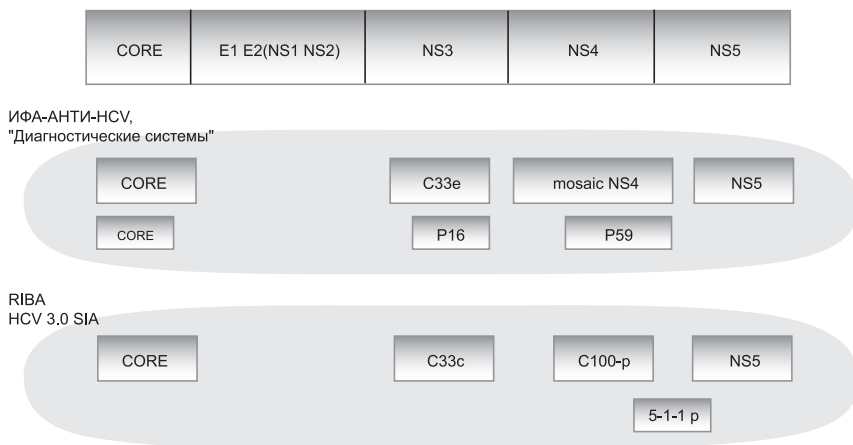 CORE E1 E2(NS1 NS2) NS3 NS4 NS5
ИФА-АНТИ-HCV,
"Диагностические системы"
CORE C33e mosaic NS4 NS5
CORE P16 P59
RIBA
HCV 3.0 SIA
CORE C33c C100-p NS5
5-1-1 p